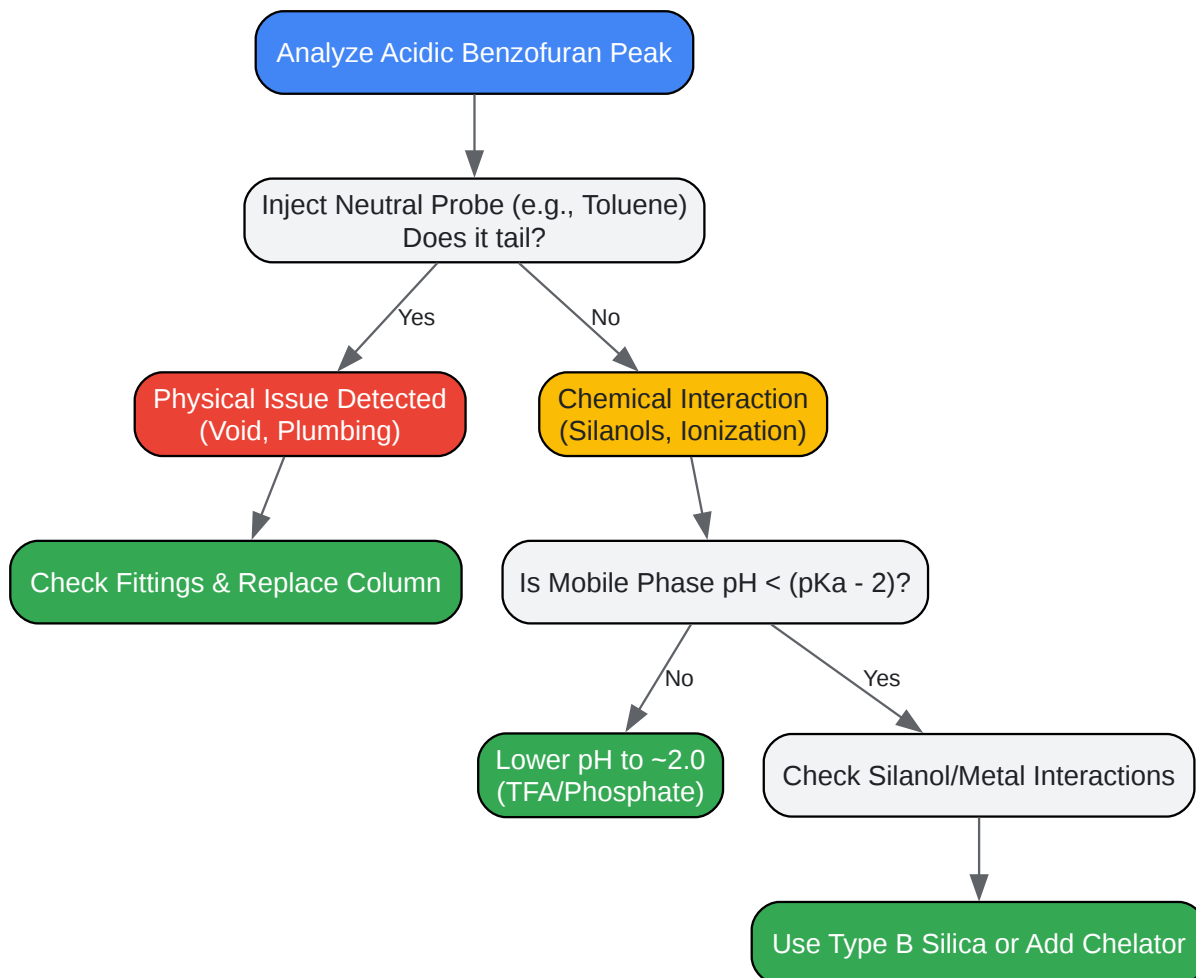 Analyze Acidic Benzofuran Peak
Inject Neutral Probe (e.g., Toluene)
Does it tail?
Yes
No
Physical Issue Detected
(Void, Plumbing)
Chemical Interaction
(Silanols, Ionization)
Check Fittings & Replace Column
Is Mobile Phase pH < (pKa - 2)?
No
Yes
Lower pH to ~2.0
(TFA/Phosphate)
Check Silanol/Metal Interactions
Use Type B Silica or Add Chelator